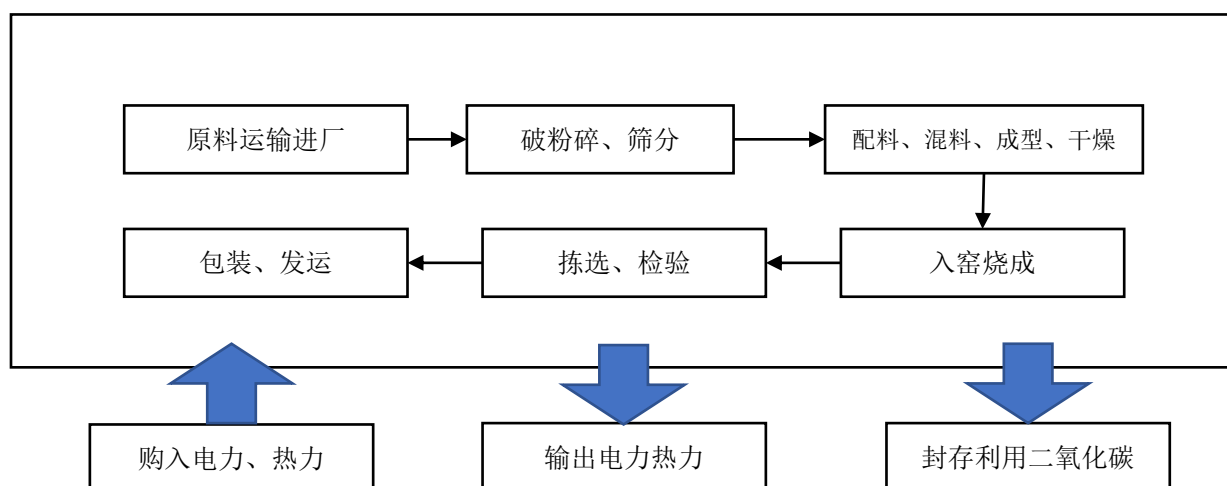 原料运输进厂
破粉碎、筛分
配料、混料、成型、干燥
包装、发运
拣选、检验
入窑烧成
购入电力、热力
输出电力热力
封存利用二氧化碳